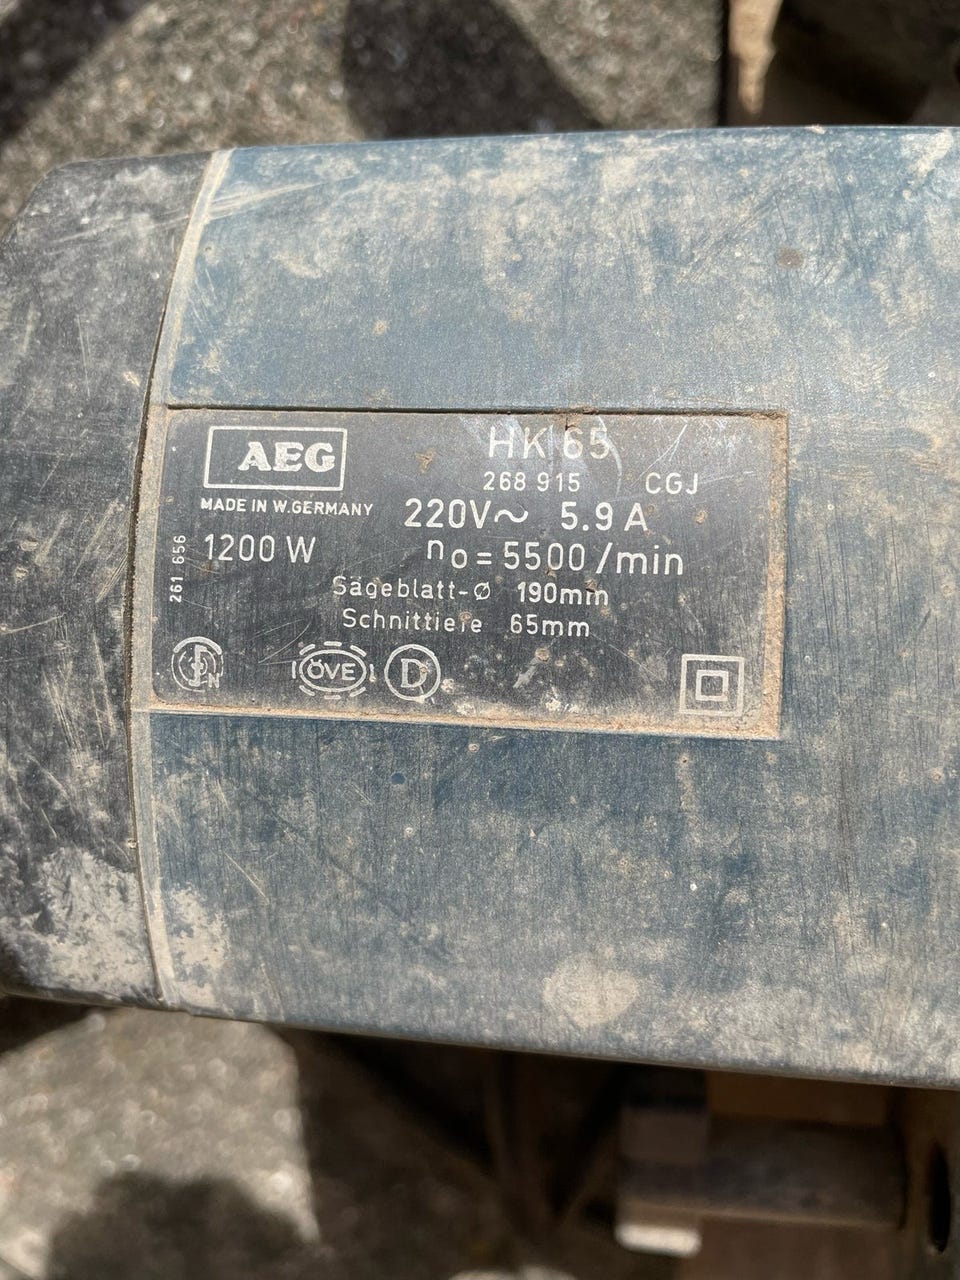 AEG HK 65
268 915 CGJ
MADE IN W.GERMANY 220V~ 5.9 A
261 656
1200 W n₀ = 5500 /min
Sägeblatt-Ø 190mm
Schnittiefe 65mm
ÖVE D